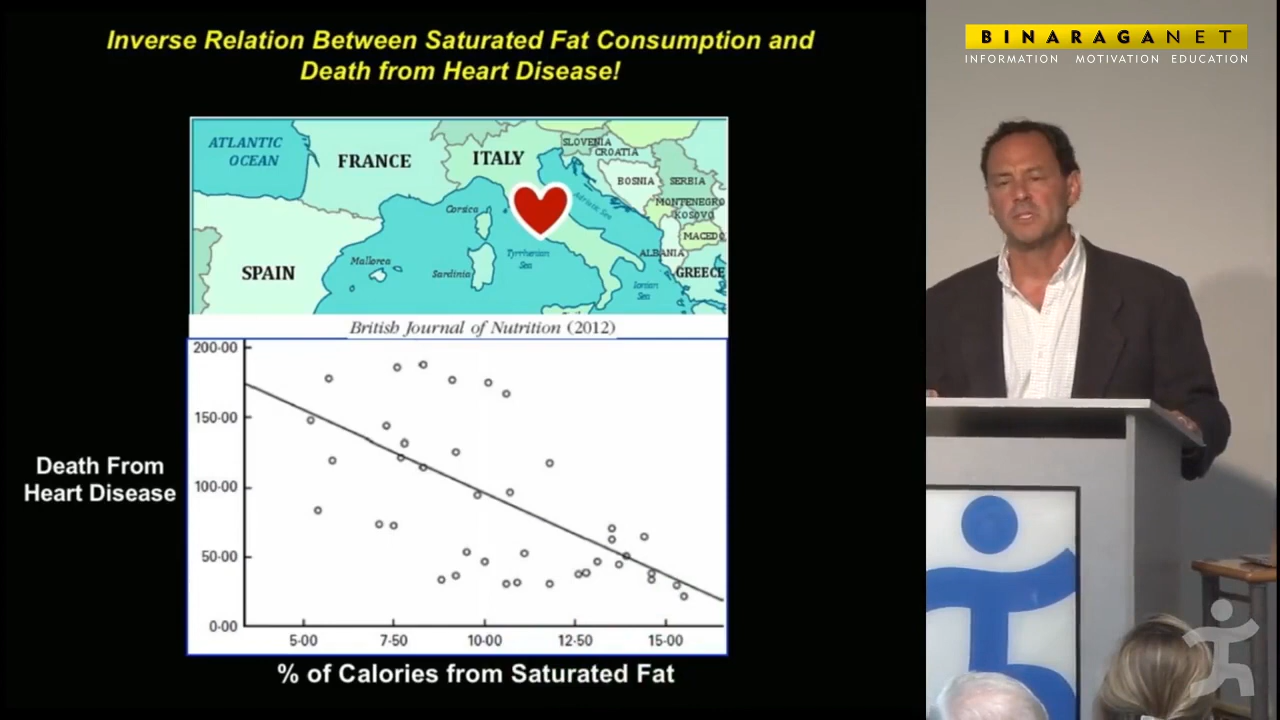 Inverse Relation Between Saturated Fat Consumption and
Death from Heart Disease!
BINARAGANET
INFORMATION MOTIVATION EDUCATION
ATLANTIC
OCEAN
FRANCE
ITALY
SLOVENIA
CROATIA
BOSNIA
SERBIA
Adriatic Sea
MONTENEGRO
KOSOVO
Corsica
MACEDO
ALBANIA
Tyrrhenian
Sea
Mallorca
Sardinia
SPAIN
GREECE
Ionian
Sea
British Journal of Nutrition (2012)
200·00
150·00
100·00
50·00
0·00
Death From
Heart Disease
5·00 7·50 10·00 12·50 15·00
% of Calories from Saturated Fat